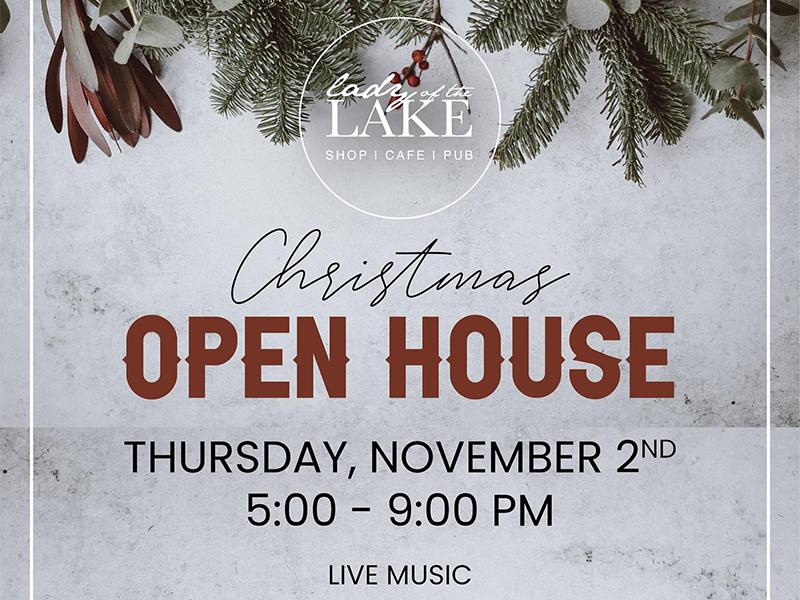 lady of the
LAKE
SHOP | CAFE | PUB
Christmas
OPEN HOUSE
THURSDAY, NOVEMBER 2ND
5:00 - 9:00 PM
LIVE MUSIC